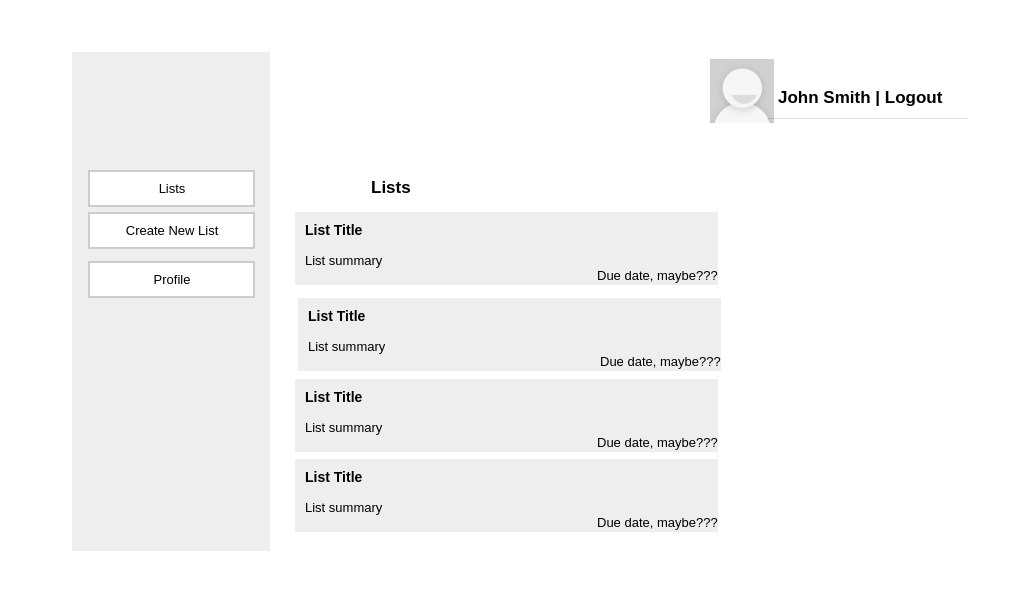 John Smith | Logout
Lists
Create New List
Profile
Lists
List Title
List summary
Due date, maybe???
List Title
List summary
Due date, maybe???
List Title
List summary
Due date, maybe???
List Title
List summary
Due date, maybe???